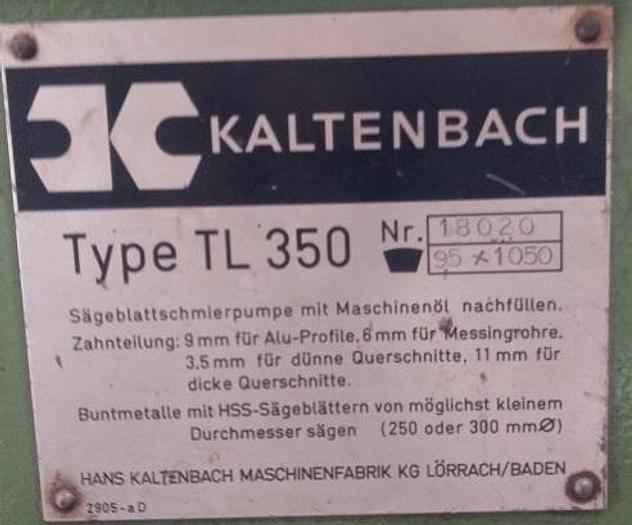 KALTENBACH
Type TL 350 Nr. 18020
95 x 1050
Sägeblattschmierpumpe mit Maschinenöl nachfüllen.
Zahnteilung: 9 mm für Alu-Profile, 6 mm für Messingrohre.
3,5 mm für dünne Querschnitte, 11 mm für
dicke Querschnitte.
Buntmetalle mit HSS-Sägeblättern von möglichst kleinem
Durchmesser sägen (250 oder 300 mmØ)
HANS KALTENBACH MASCHINENFABRIK KG LÖRRACH/BADEN
2905-a D